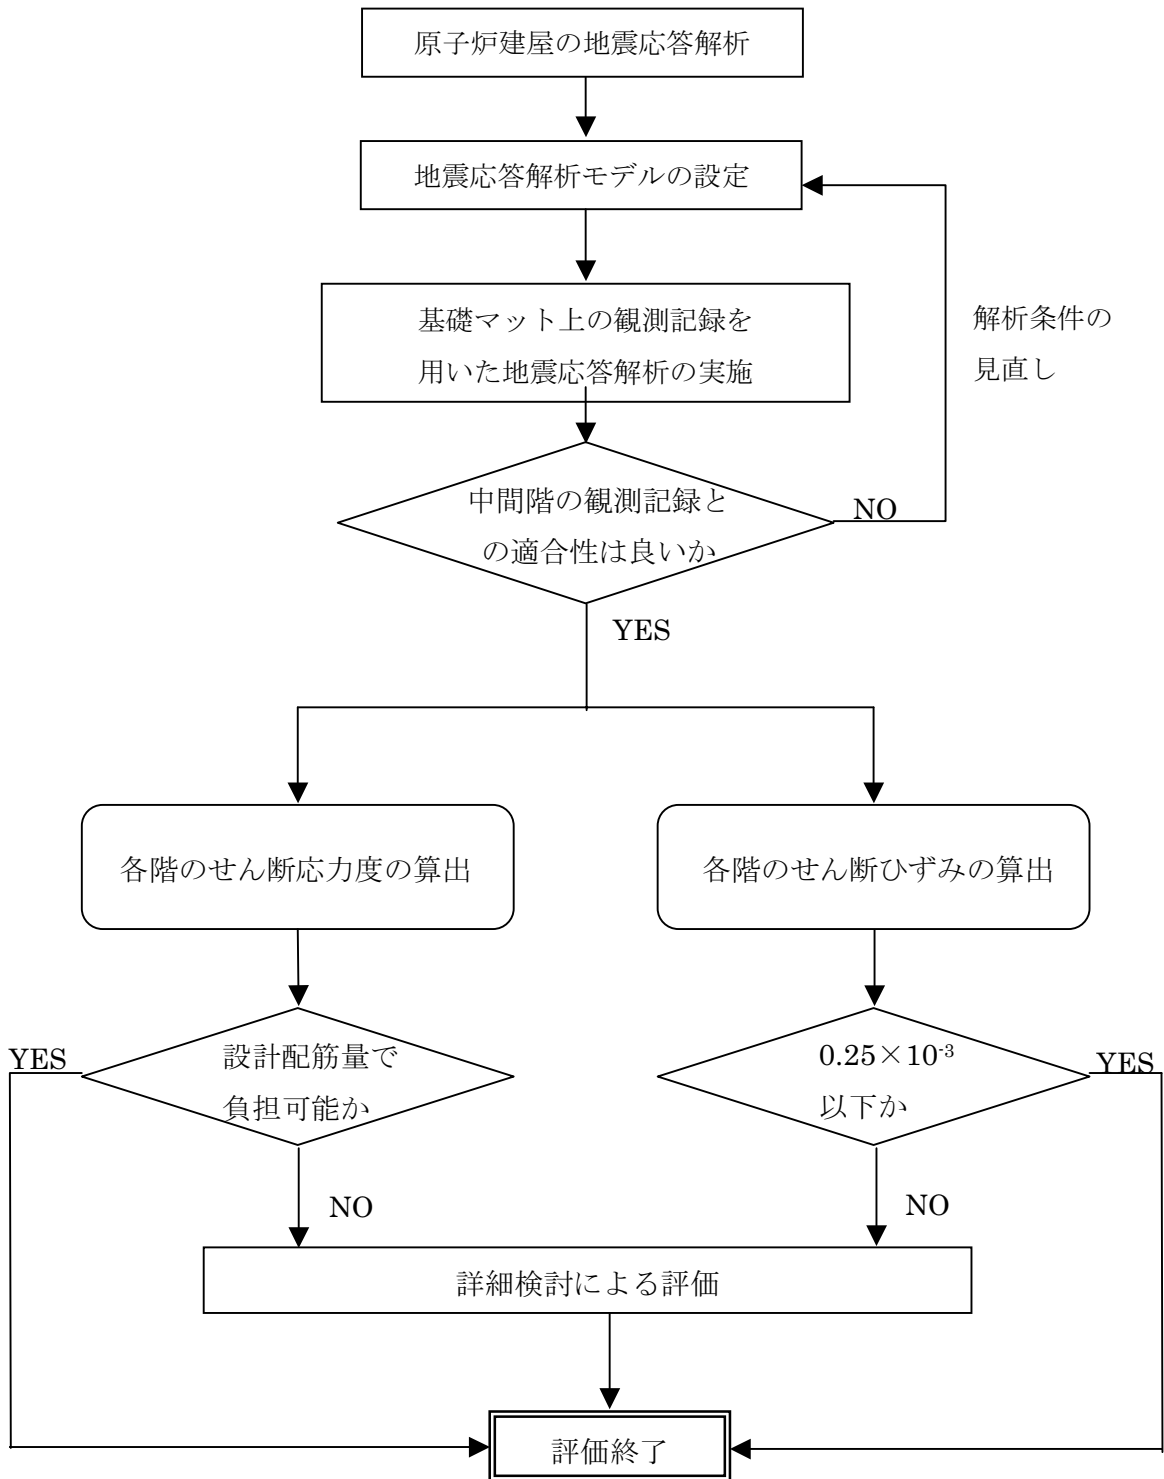 原子炉建屋の地震応答解析
地震応答解析モデルの設定
基礎マット上の観測記録を
用いた地震応答解析の実施
解析条件の
見直し
中間階の観測記録と
の適合性は良いか
NO
YES
各階のせん断応力度の算出
各階のせん断ひずみの算出
YES
設計配筋量で
負担可能か
0.25×10⁻³
以下か
YES
NO
NO
詳細検討による評価
評価終了